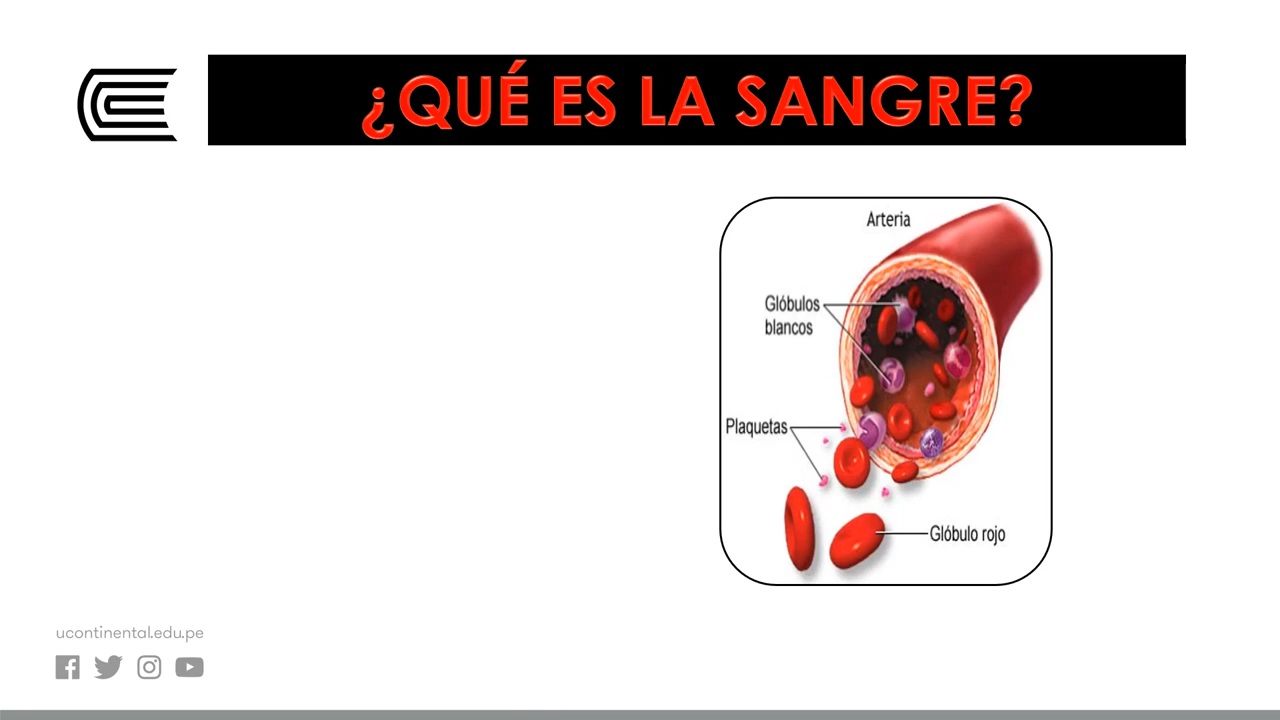 ¿QUÉ ES LA SANGRE?
Arteria
Glóbulos
blancos
Plaquetas
Glóbulo rojo
ucontinental.edu.pe